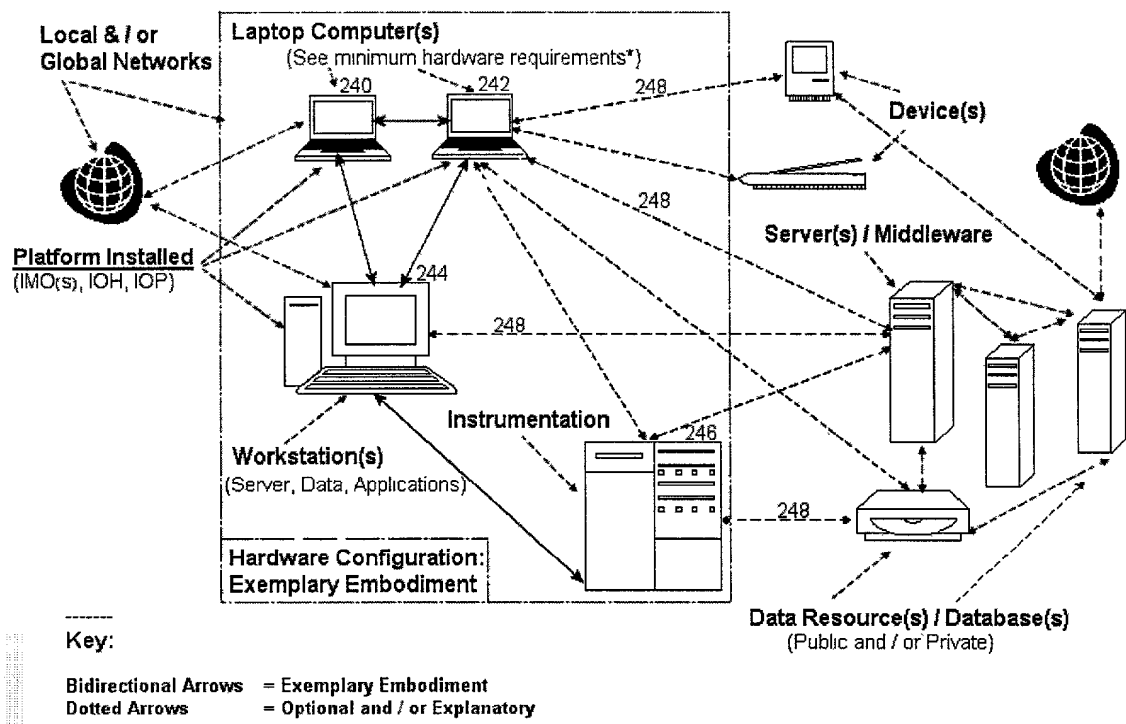 Local & / or
Global Networks
Laptop Computer(s)
(See minimum hardware requirements*)
240
242
248
Device(s)
248
Platform Installed
(IMO(s), IOH, IOP)
Server(s) / Middleware
244
248
Instrumentation
246
Workstation(s)
(Server, Data, Applications)
248
Hardware Configuration:
Exemplary Embodiment
Data Resource(s) / Database(s)
(Public and / or Private)
Key:
Bidirectional Arrows = Exemplary Embodiment
Dotted Arrows = Optional and / or Explanatory